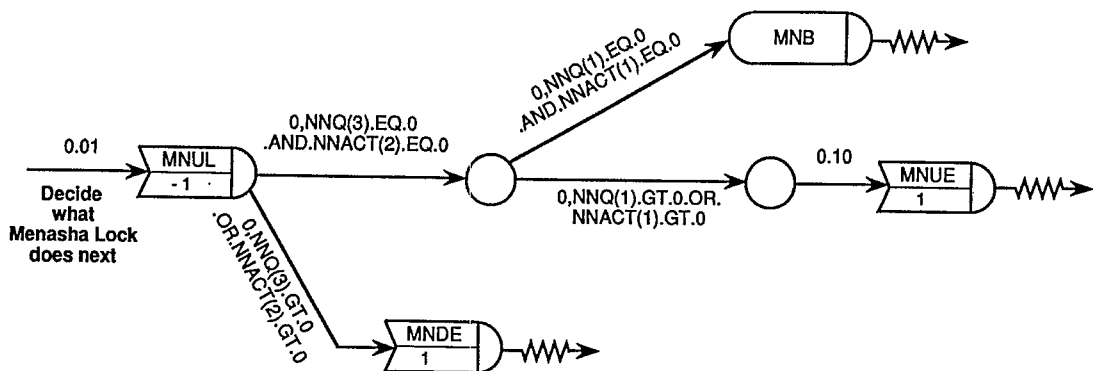 0.01
Decide
what
Menasha Lock
does next
MNUL
-1
0,NNQ(3).EQ.0
.AND.NNACT(2).EQ.0
0,NNQ(1).EQ.0
.AND.NNACT(1).EQ.0
MNB
0,NNQ(1).GT.0.OR.
NNACT(1).GT.0
0.10
MNUE
1
0,NNQ(3).GT.0
.OR.NNACT(2).GT.0
MNDE
1